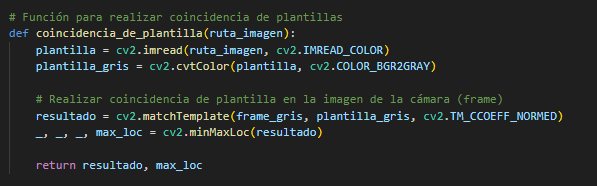 # Función para realizar coincidencia de plantillas
def coincidencia_de_plantilla(ruta_imagen):
    plantilla = cv2.imread(ruta_imagen, cv2.IMREAD_COLOR)
    plantilla_gris = cv2.cvtColor(plantilla, cv2.COLOR_BGR2GRAY)

    # Realizar coincidencia de plantilla en la imagen de la cámara (frame)
    resultado = cv2.matchTemplate(frame_gris, plantilla_gris, cv2.TM_CCOEFF_NORMED)
    _, _, _, max_loc = cv2.minMaxLoc(resultado)

    return resultado, max_loc